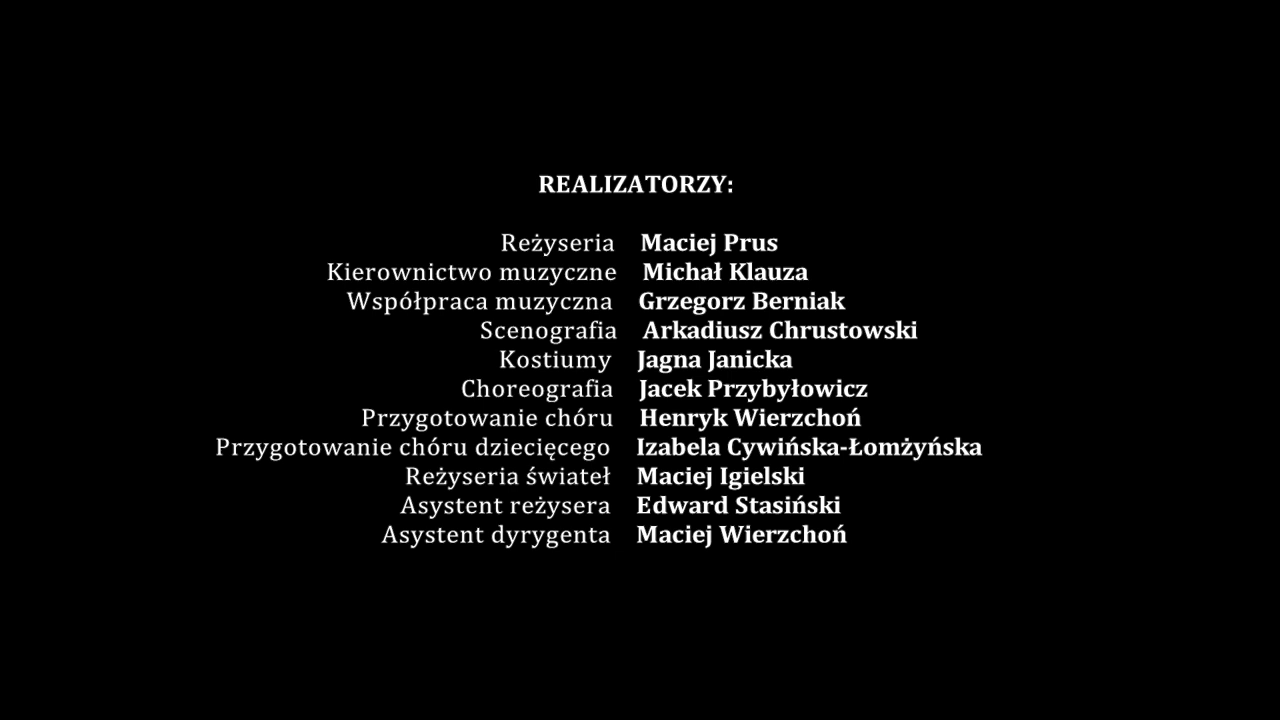 REALIZATORZY:
Reżyseria Maciej Prus
Kierownictwo muzyczne Michał Klauza
Współpraca muzyczna Grzegorz Berniak
Scenografia Arkadiusz Chrustowski
Kostiumy Jagna Janicka
Choreografia Jacek Przybyłowicz
Przygotowanie chóru Henryk Wierzchoń
Przygotowanie chóru dziecięcego Izabela Cywińska-Łomżyńska
Reżyseria świateł Maciej Igielski
Asystent reżysera Edward Stasiński
Asystent dyrygenta Maciej Wierzchoń